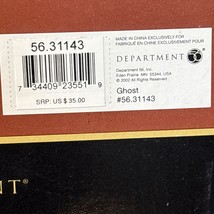 56.31143
7 34409 23551 9
SRP: US $ 35.00
MADE IN CHINA EXCLUSIVELY FOR
FABRIQUÉ EN CHINE EXCLUSIVEMENT POUR
DEPARTMENT 56
Department 56, Inc.
Eden Prairie MN 55344, USA
© 2002 All Rights Reserved
Ghost
#56.31143
NT